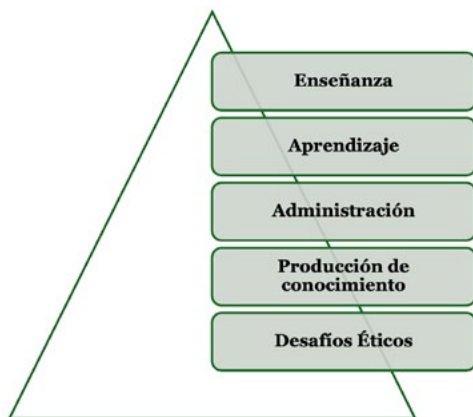 Enseñanza
Aprendizaje
Administración
Producción de
conocimiento
Desafíos Éticos